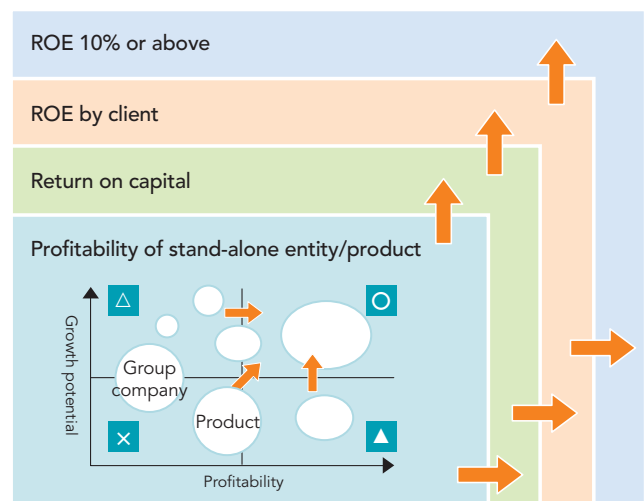 ROE 10% or above
ROE by client
Return on capital
Profitability of stand-alone entity/product
Growth potential
Group
company
Product
Profitability